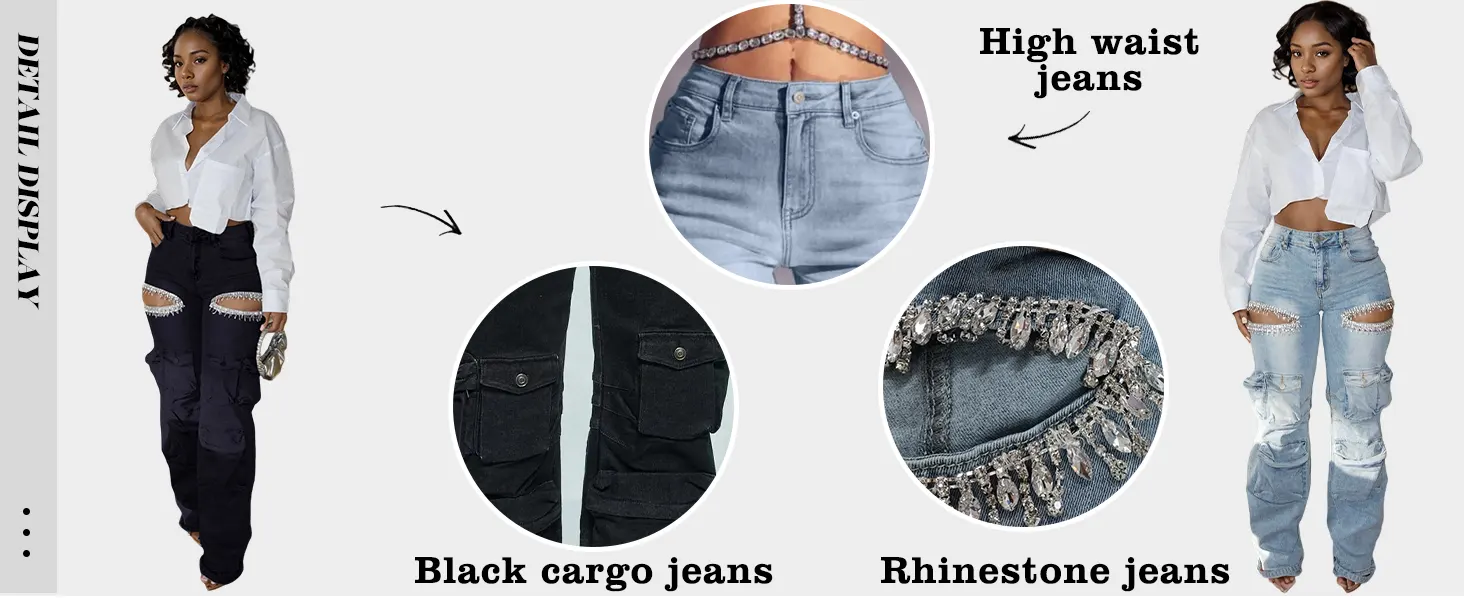 DETAIL DISPLAY
High waist
jeans
Black cargo jeans
Rhinestone jeans